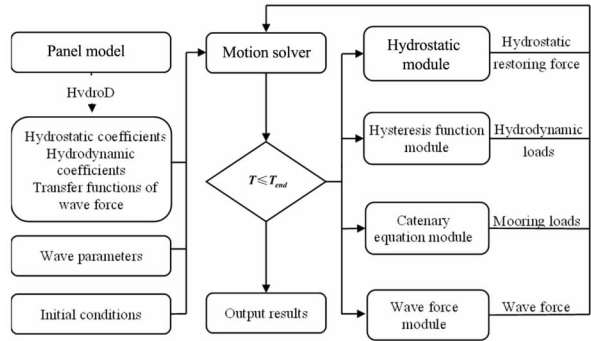 Panel model
HydroD
Hydrostatic coefficients
Hydrodynamic
coefficients
Transfer functions of
wave force
Wave parameters
Initial conditions
Motion solver
T⩽Tend
Output results
Hydrostatic
module
Hydrostatic
restoring force
Hysteresis function
module
Hydrodynamic
loads
Catenary
equation module
Mooring loads
Wave force
module
Wave force